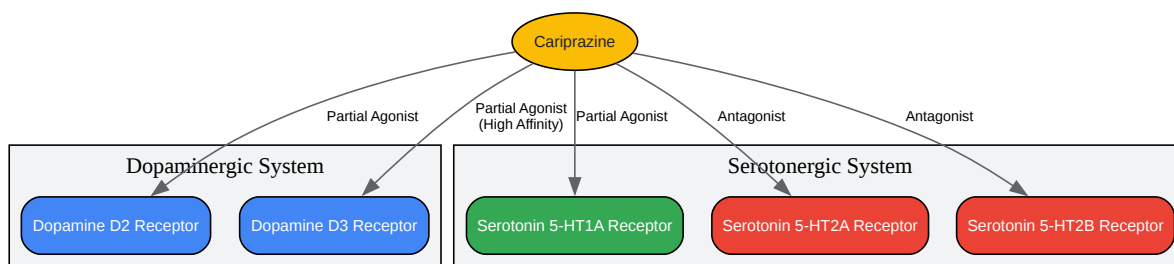 Cariprazine
Partial Agonist
Partial Agonist
(High Affinity)
Partial Agonist
Antagonist
Antagonist
Dopaminergic System
Serotonergic System
Dopamine D2 Receptor
Dopamine D3 Receptor
Serotonin 5-HT1A Receptor
Serotonin 5-HT2A Receptor
Serotonin 5-HT2B Receptor